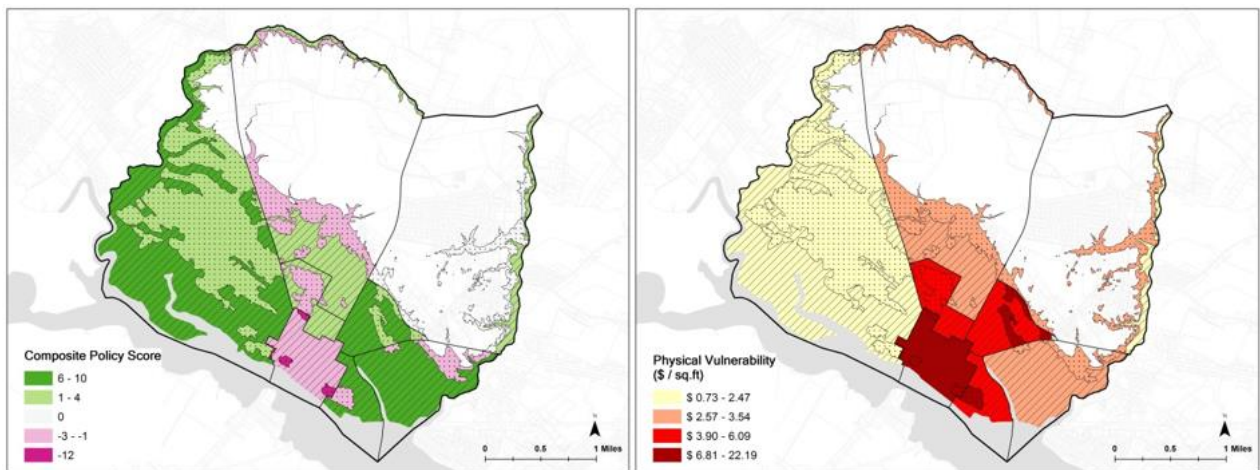 Composite Policy Score
6 - 10
1 - 4
0
-3 - -1
-12
N
0 0.5 1 Miles
Physical Vulnerability
($ / sq.ft)
$ 0.73 - 2.47
$ 2.57 - 3.54
$ 3.90 - 6.09
$ 6.81 - 22.19
N
0 0.5 1 Miles